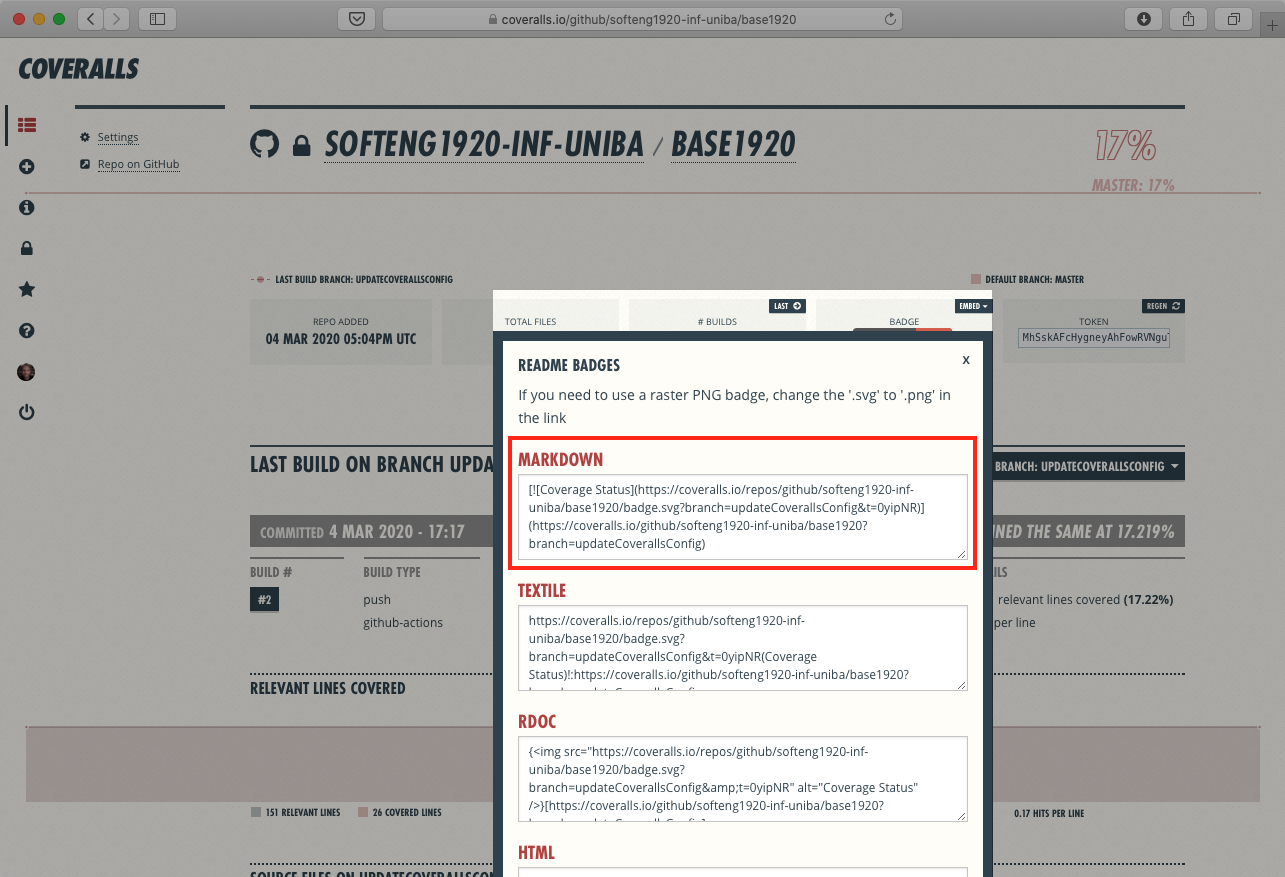 coveralls.io/github/softeng1920-inf-uniba/base1920
COVERALLS
Settings
Repo on GitHub
SOFTENG1920-INF-UNIBA / BASE1920
17%
MASTER: 17%
LAST BUILD BRANCH: UPDATECOVERALLSCONFIG
DEFAULT BRANCH: MASTER
REPO ADDED
04 MAR 2020 05:04PM UTC
TOTAL FILES
LAST
# BUILDS
EMBED
BADGE
REGEN
TOKEN
MhSskAFcHygneyAhFowRVNgu
README BADGES
X
If you need to use a raster PNG badge, change the '.svg' to '.png' in
the link
MARKDOWN
[![Coverage Status](https://coveralls.io/repos/github/softeng1920-inf-
uniba/base1920/badge.svg?branch=updateCoverallsConfig&t=0yipNR)]
(https://coveralls.io/github/softeng1920-inf-uniba/base1920?
branch=updateCoverallsConfig)
TEXTILE
https://coveralls.io/repos/github/softeng1920-inf-
uniba/base1920/badge.svg?
branch=updateCoverallsConfig&t=0yipNR(Coverage
Status)!:https://coveralls.io/github/softeng1920-inf-uniba/base1920?
RDOC
{<img src="https://coveralls.io/repos/github/softeng1920-inf-
uniba/base1920/badge.svg?
branch=updateCoverallsConfig&amp;t=0yipNR" alt="Coverage Status"
/>}[https://coveralls.io/github/softeng1920-inf-uniba/base1920?
HTML
LAST BUILD ON BRANCH UPDA
BRANCH: UPDATECOVERALLSCONFIG
COMMITTED 4 MAR 2020 - 17:17
INED THE SAME AT 17.219%
BUILD #
BUILD TYPE
ILS
#2
push
relevant lines covered (17.22%)
github-actions
per line
RELEVANT LINES COVERED
151 RELEVANT LINES
26 COVERED LINES
0.17 HITS PER LINE
SOURCE FILES ON UPDATECOVERALLSCON